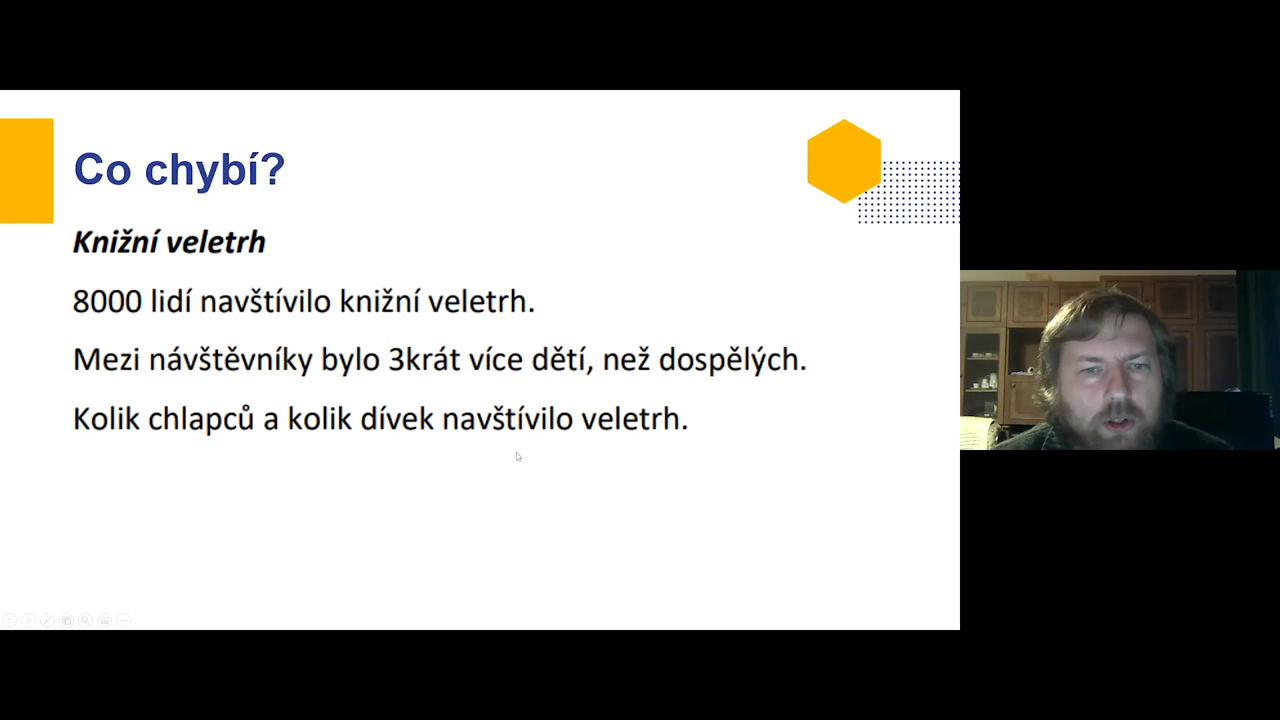 Co chybí?
Knižní veletrh
8000 lidí navštívilo knižní veletrh.
Mezi návštěvníky bylo 3krát více dětí, než dospělých.
Kolik chlapců a kolik dívek navštívilo veletrh.